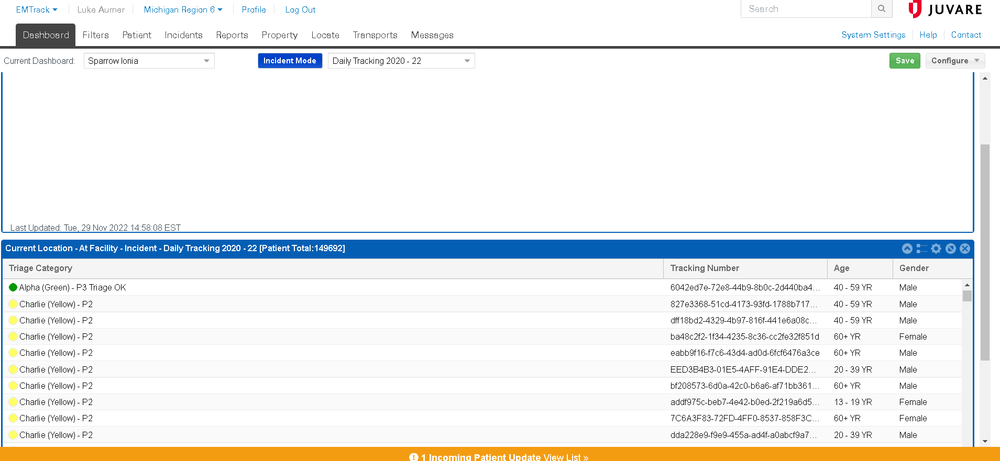 EMTrack Luke Aurner Michigan Region 6 Profile Log Out Search JUVARE
Dashboard Filters Patient Incidents Reports Property Locate Transports Messages System Settings Help Contact
Current Dashboard: Sparrow Ionia Incident Mode Daily Tracking 2020 - 22 Save Configure
Last Updated: Tue, 29 Nov 2022 14:58:08 EST
Current Location - At Facility - Incident - Daily Tracking 2020 - 22 [Patient Total:149692]
Triage Category Tracking Number Age Gender
Alpha (Green) - P3 Triage OK 6042ed7e-72e8-44b9-8b0c-2d440ba4... 40 - 59 YR Male
Charlie (Yellow) - P2 827e3368-51cd-4173-93fd-1788b717... 40 - 59 YR Male
Charlie (Yellow) - P2 dff18bd2-4329-4b97-816f-441e6a08c... 40 - 59 YR Male
Charlie (Yellow) - P2 ba48c2f2-1f34-4235-8c36-cc2fe32f851d 60+ YR Female
Charlie (Yellow) - P2 eabb9f16-f7c6-43d4-ad0d-6fcf6476a3ce 60+ YR Male
Charlie (Yellow) - P2 EED3B4B3-01E5-4AFF-91E4-DDE2... 20 - 39 YR Male
Charlie (Yellow) - P2 bf208573-6d0a-42c0-b6a6-af71bb361... 60+ YR Male
Charlie (Yellow) - P2 addf975c-beb7-4e42-b0ed-2f219a6d5... 13 - 19 YR Female
Charlie (Yellow) - P2 7C6A3F83-72FD-4FF0-8537-858F3C... 60+ YR Female
Charlie (Yellow) - P2 dda228e9-f9e9-455a-ad4f-a0abcf9a7... 20 - 39 YR Male
1 Incoming Patient Update View List »